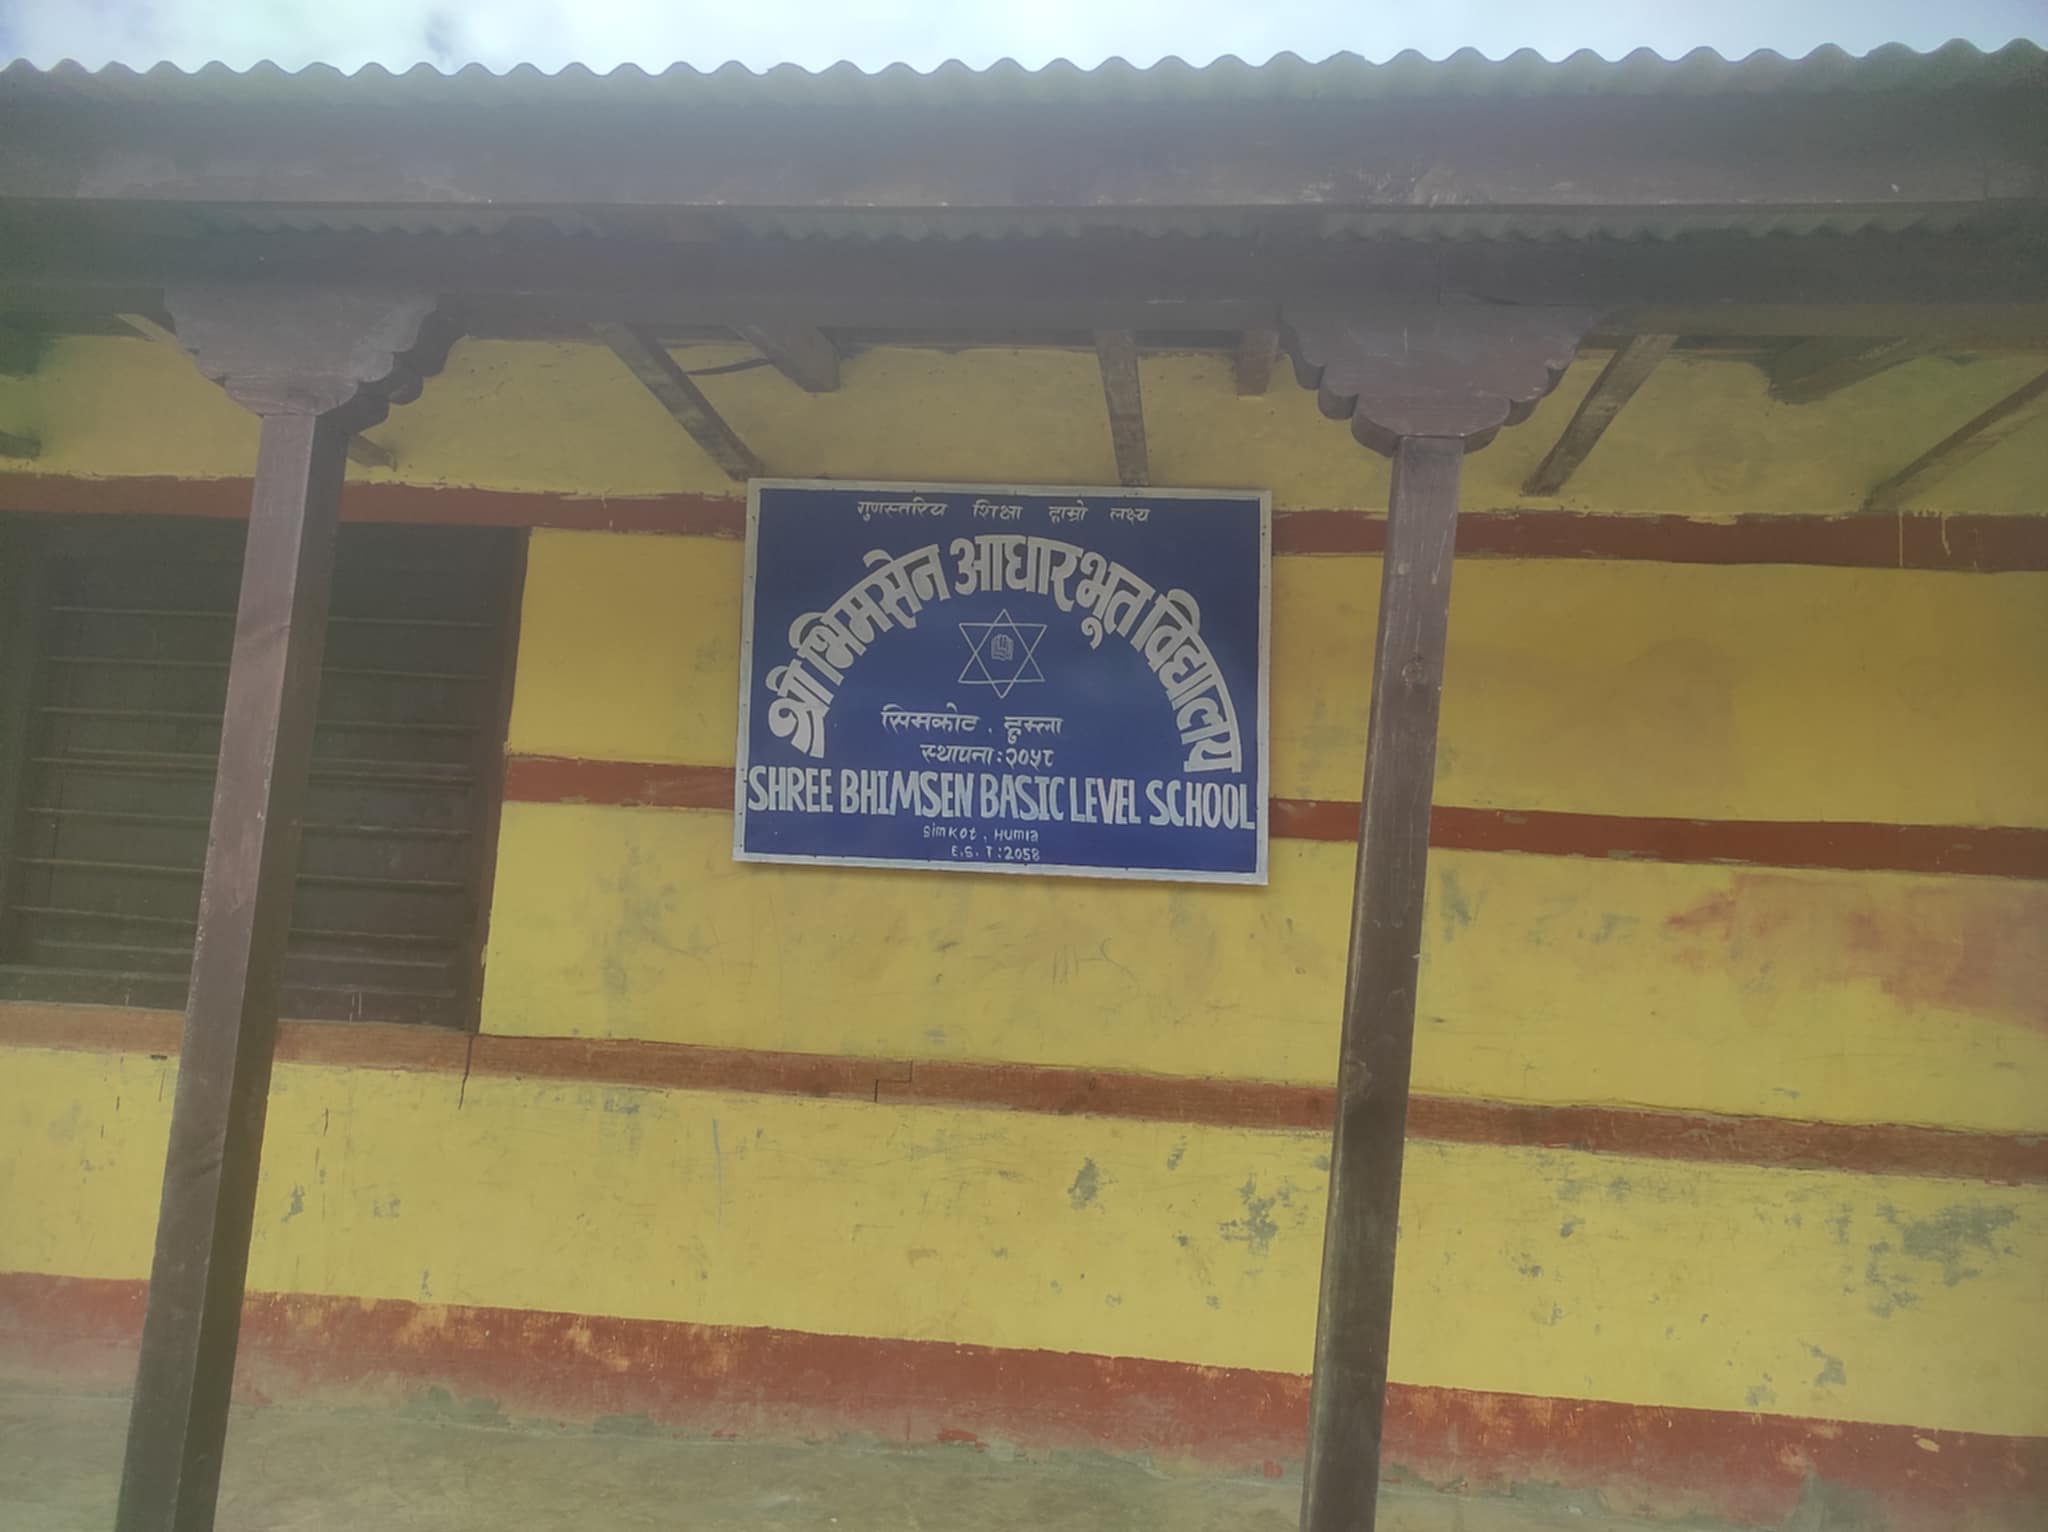 गुणस्तरिय शिक्षा हाम्रो लक्ष्य
श्री भिमसेन आधारभूत विद्यालय
सिमकोट, हुम्ला
स्थापना: २०५८
SHREE BHIMSEN BASIC LEVEL SCHOOL
Simkot, Humla
E.S.T:2058